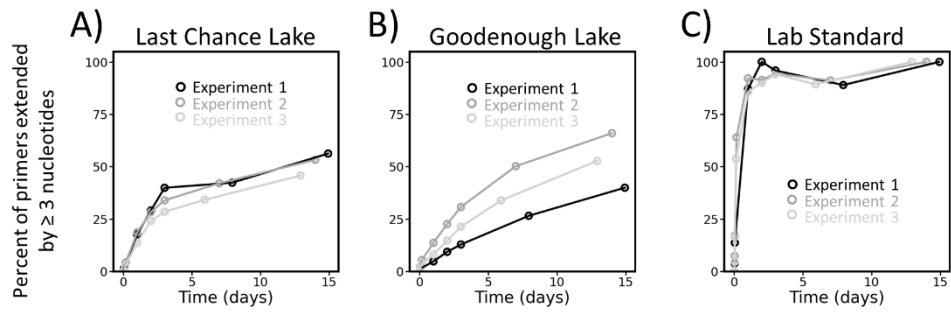 A) Last Chance Lake
B) Goodenough Lake
C) Lab Standard
Percent of primers extended
by ≥ 3 nucleotides
100
75
50
25
0
Experiment 1
Experiment 2
Experiment 3
0 5 10 15
Time (days)
100
75
50
25
0
Experiment 1
Experiment 2
Experiment 3
0 5 10 15
Time (days)
100
75
50
25
0
Experiment 1
Experiment 2
Experiment 3
0 5 10 15
Time (days)